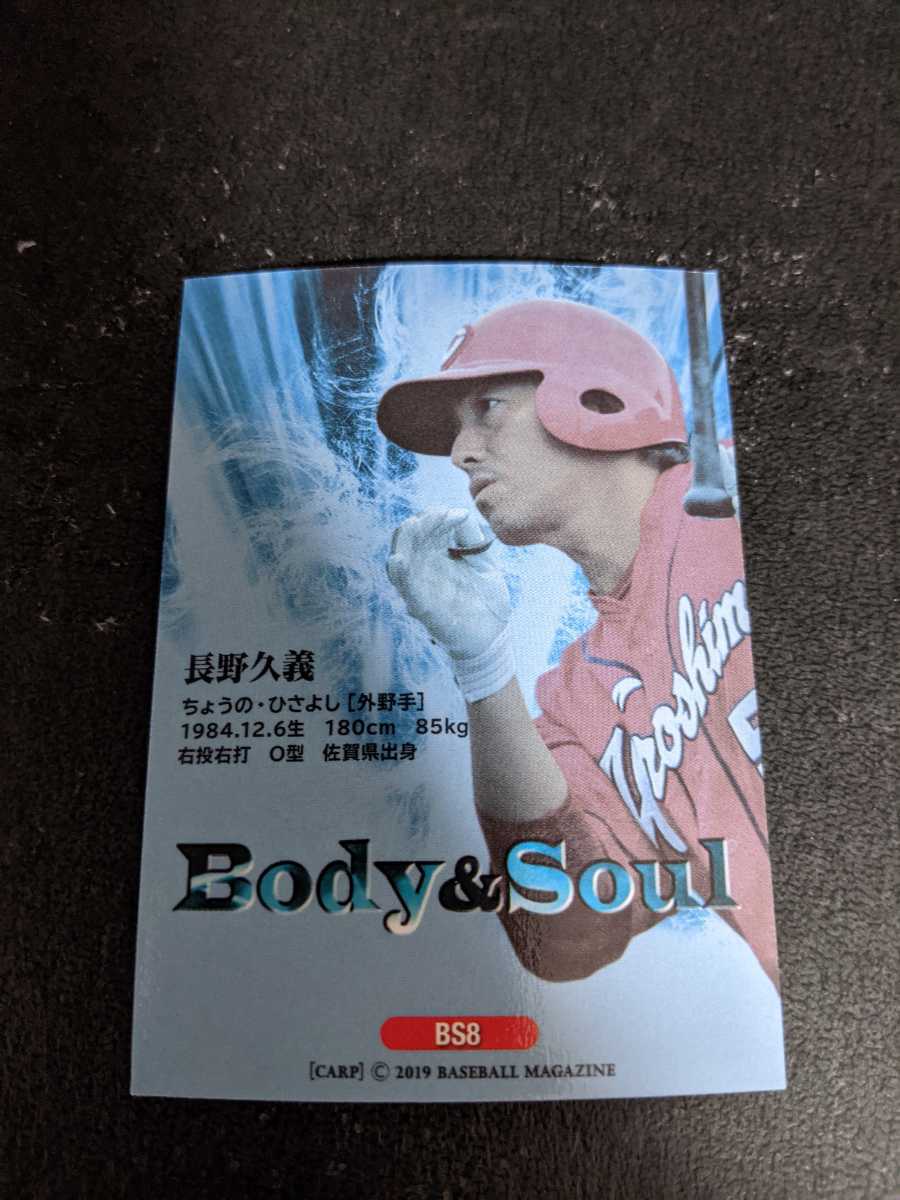 長野久義
ちょうの・ひさよし［外野手］
1984.12.6生 180cm 85kg
右投右打 O型 佐賀県出身
Body&Soul
BS8
[CARP] © 2019 BASEBALL MAGAZINE